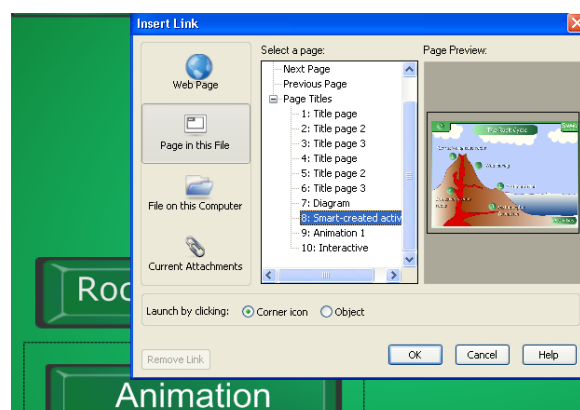 Insert Link
Web Page
Page in this File
File on this Computer
Current Attachments
Select a page:
Next Page
Previous Page
Page Titles
1: Title page
2: Title page 2
3: Title page 3
4: Title page
5: Title page 2
6: Title page 3
7: Diagram
8: Smart-created activ
9: Animation 1
10: Interactive
Page Preview:
The Rock Cycle
Launch by clicking:
Corner icon
Object
Remove Link
OK
Cancel
Help
Roc
Animation